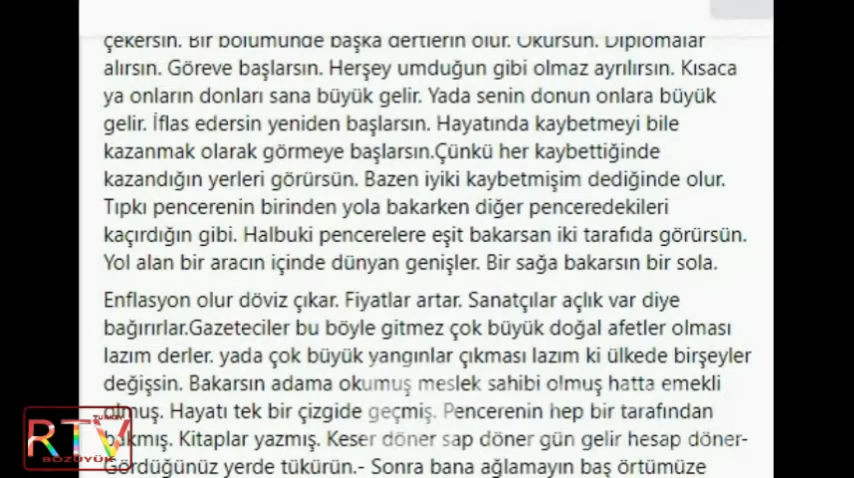 çekersin. Bir bölümünde başka dertlerin olur. Okursun. Diplomalar
alırsın. Göreve başlarsın. Herşey umduğun gibi olmaz ayrılırsın. Kısaca
ya onların donları sana büyük gelir. Yada senin donun onlara büyük
gelir. İflas edersin yeniden başlarsın. Hayatında kaybetmeyi bile
kazanmak olarak görmeye başlarsın.Çünkü her kaybettiğinde
kazandığın yerleri görürsün. Bazen iyiki kaybetmişim dediğinde olur.
Tıpkı pencerenin birinden yola bakarken diğer penceredekileri
kaçırdığın gibi. Halbuki pencerelere eşit bakarsan iki tarafıda görürsün.
Yol alan bir aracın içinde dünyan genişler. Bir sağa bakarsın bir sola.
Enflasyon olur döviz çıkar. Fiyatlar artar. Sanatçılar açlık var diye
bağırırlar.Gazeteciler bu böyle gitmez çok büyük doğal afetler olması
lazım derler. yada çok büyük yangınlar çıkması lazım ki ülkede birşeyler
değişsin. Bakarsın adama okumuş meslek sahibi olmuş hatta emekli
olmuş. Hayatı tek bir çizgide geçmiş. Pencerenin hep bir tarafından
bakmış. Kitaplar yazmış. Keser döner sap döner gün gelir hesap döner-
Gördüğünüz yerde tükürün.- Sonra bana ağlamayın baş örtümüze
RTV
BOZÜYÜK